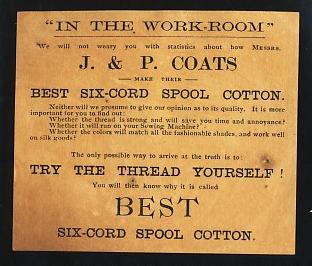 "IN THE WORK-ROOM"
We will not weary you with statistics about how MESSRS.
J. & P. COATS
MAKE THEIR
BEST SIX-CORD SPOOL COTTON.
Neither will we presume to give our opinion as to its quality. It is more
important for you to find out:
Whether the thread is strong and will save you time and annoyance?
Whether it will run on your Sewing Machine?
Whether the colors will match all the fashionable shades, and work well
on silk goods?
The only possible way to arrive at the truth is to:
TRY THE THREAD YOURSELF!
You will then know why it is called
BEST
SIX-CORD SPOOL COTTON.